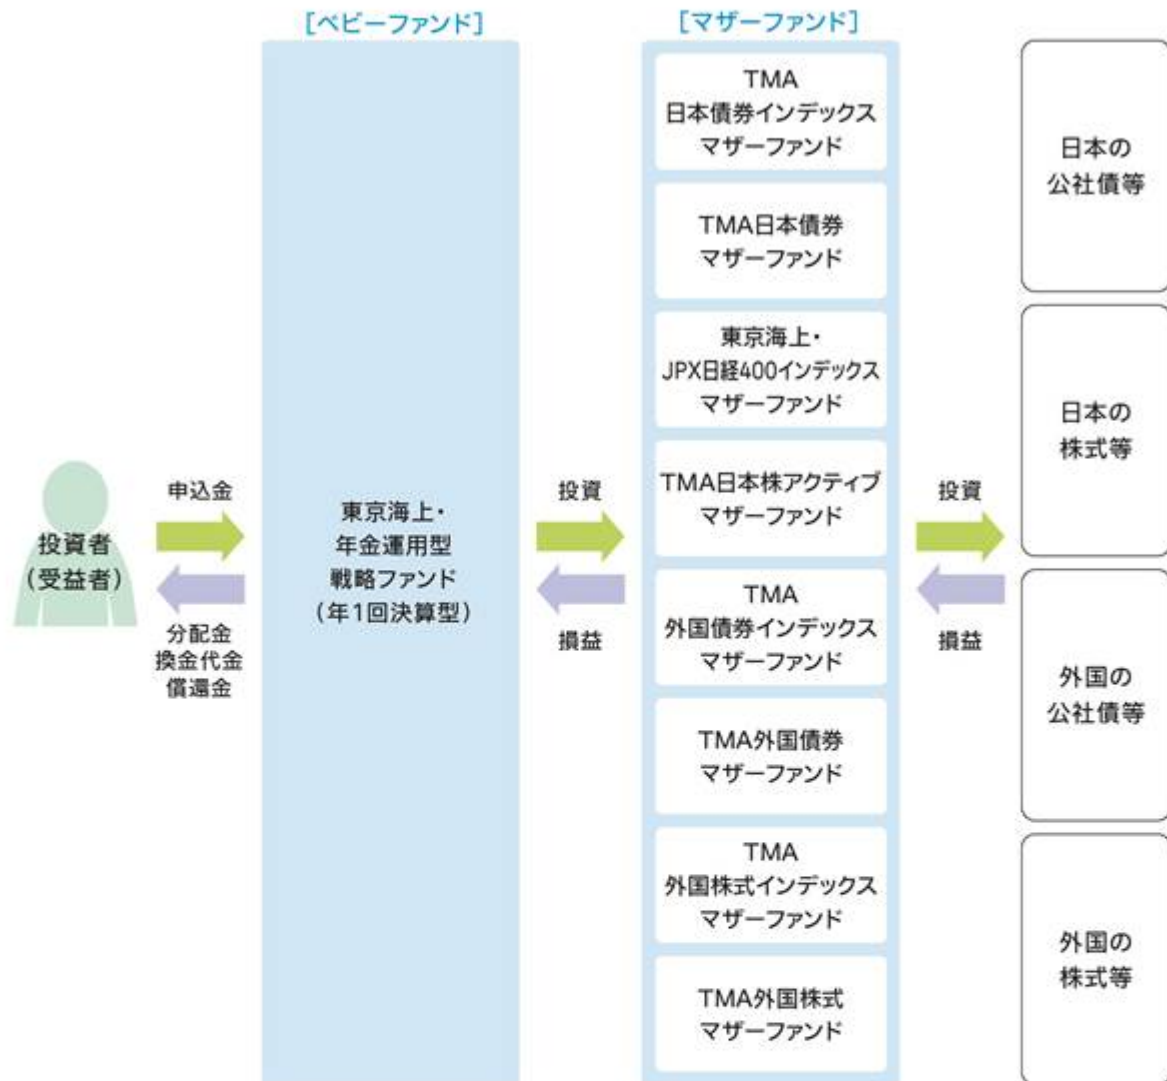 [ベビーファンド]
[マザーファンド]
投資者
(受益者)
申込金
分配金
換金代金
償還金
東京海上・
年金運用型
戦略ファンド
(年1回決算型)
投資
損益
TMA
日本債券インデックス
マザーファンド
TMA日本債券
マザーファンド
東京海上・
JPX日経400インデックス
マザーファンド
TMA日本株アクティブ
マザーファンド
TMA
外国債券インデックス
マザーファンド
TMA外国債券
マザーファンド
TMA
外国株式インデックス
マザーファンド
TMA外国株式
マザーファンド
投資
損益
日本の
公社債等
日本の
株式等
外国の
公社債等
外国の
株式等